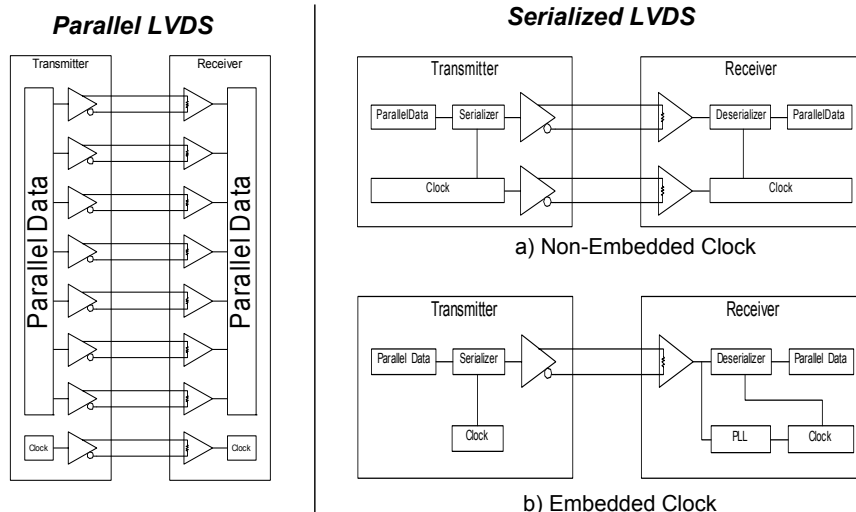 Parallel LVDS
Transmitter
Receiver
Parallel Data
Parallel Data
Clock
Clock
Serialized LVDS
Transmitter
Receiver
ParallelData
Serializer
Deserializer
ParallelData
Clock
Clock
a) Non-Embedded Clock
Transmitter
Receiver
Parallel Data
Serializer
Deserializer
Parallel Data
Clock
PLL
Clock
b) Embedded Clock